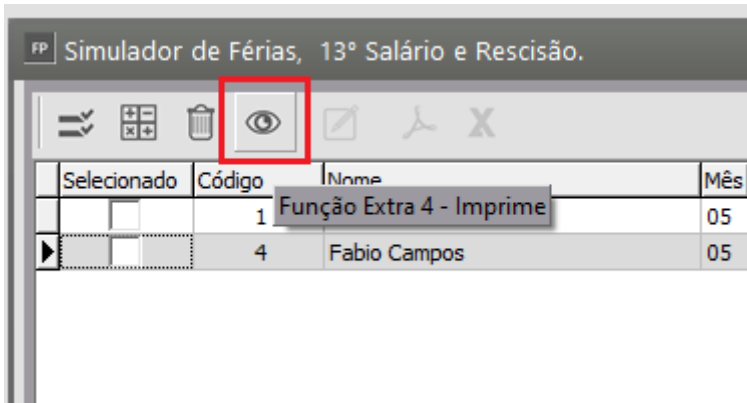 FP Simulador de Férias, 13º Salário e Rescisão.
Selecionado Código Nome Mês
1 05
Função Extra 4 - Imprime
4 Fabio Campos 05